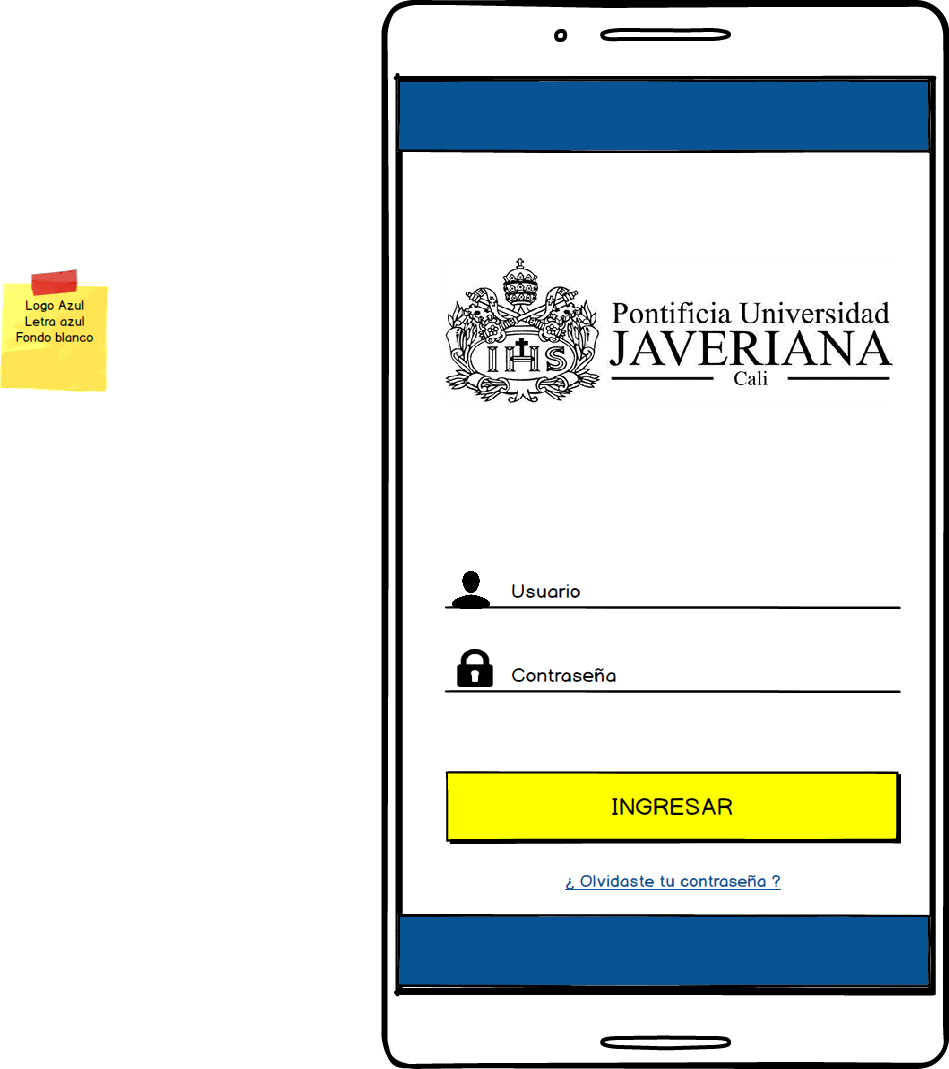 Logo Azul
Letra azul
Fondo blanco
Pontificia Universidad
JAVERIANA
Cali
IHS
Usuario
Contraseña
INGRESAR
¿ Olvidaste tu contraseña ?